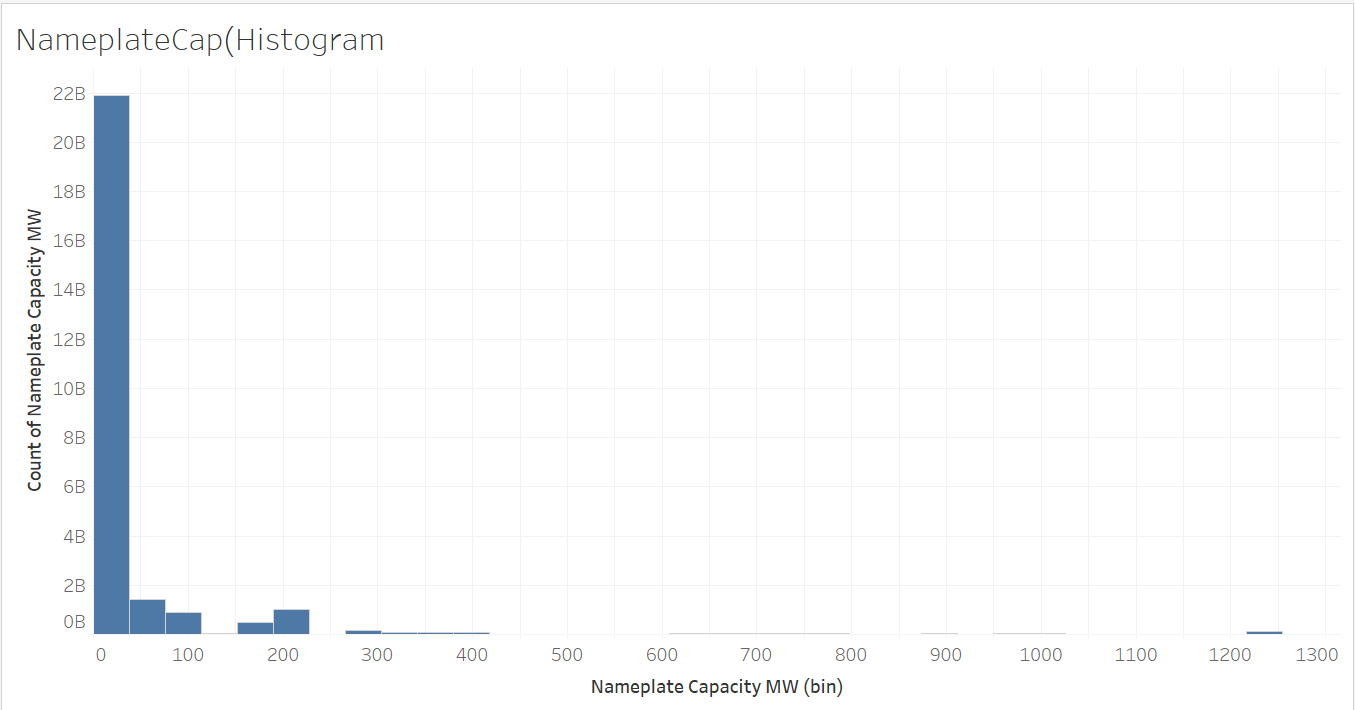 NameplateCap(Histogram
22B
20B
18B
16B
14B
12B
10B
8B
6B
4B
2B
0B
Count of Nameplate Capacity MW
0 100 200 300 400 500 600 700 800 900 1000 1100 1200 1300
Nameplate Capacity MW (bin)